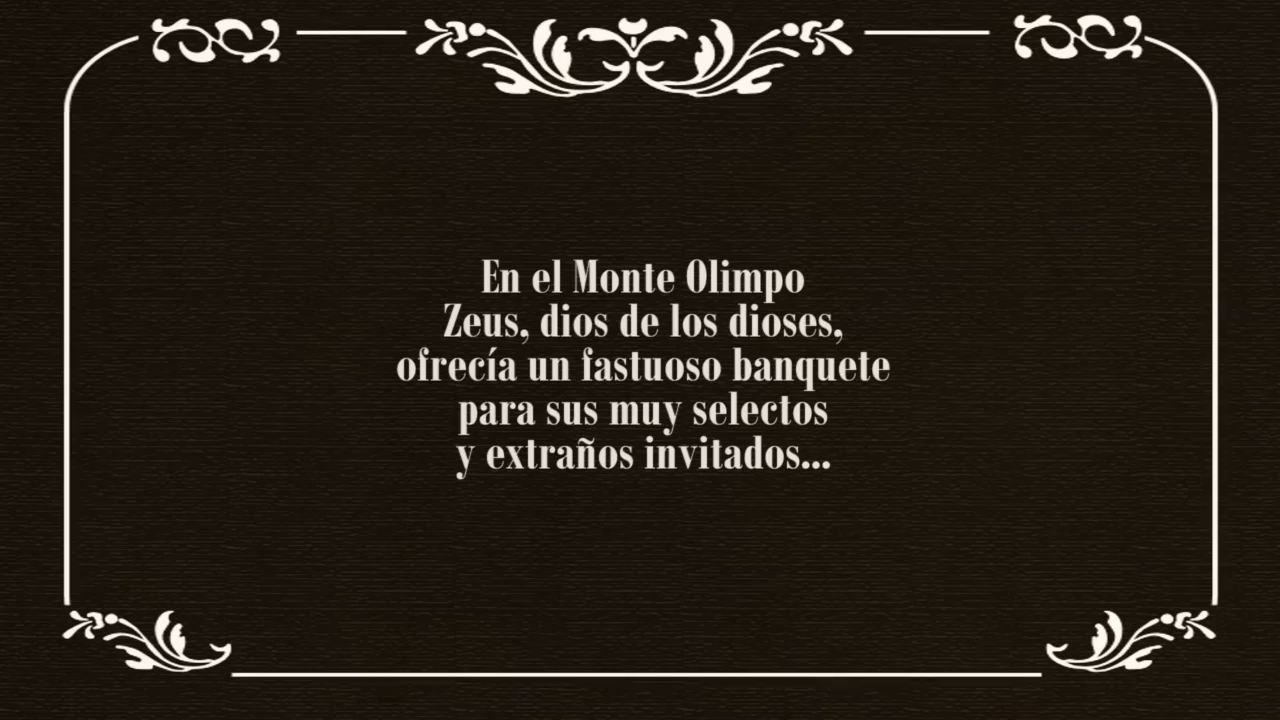 En el Monte Olimpo
Zeus, dios de los dioses,
ofrecía un fastuoso banquete
para sus muy selectos
y extraños invitados...